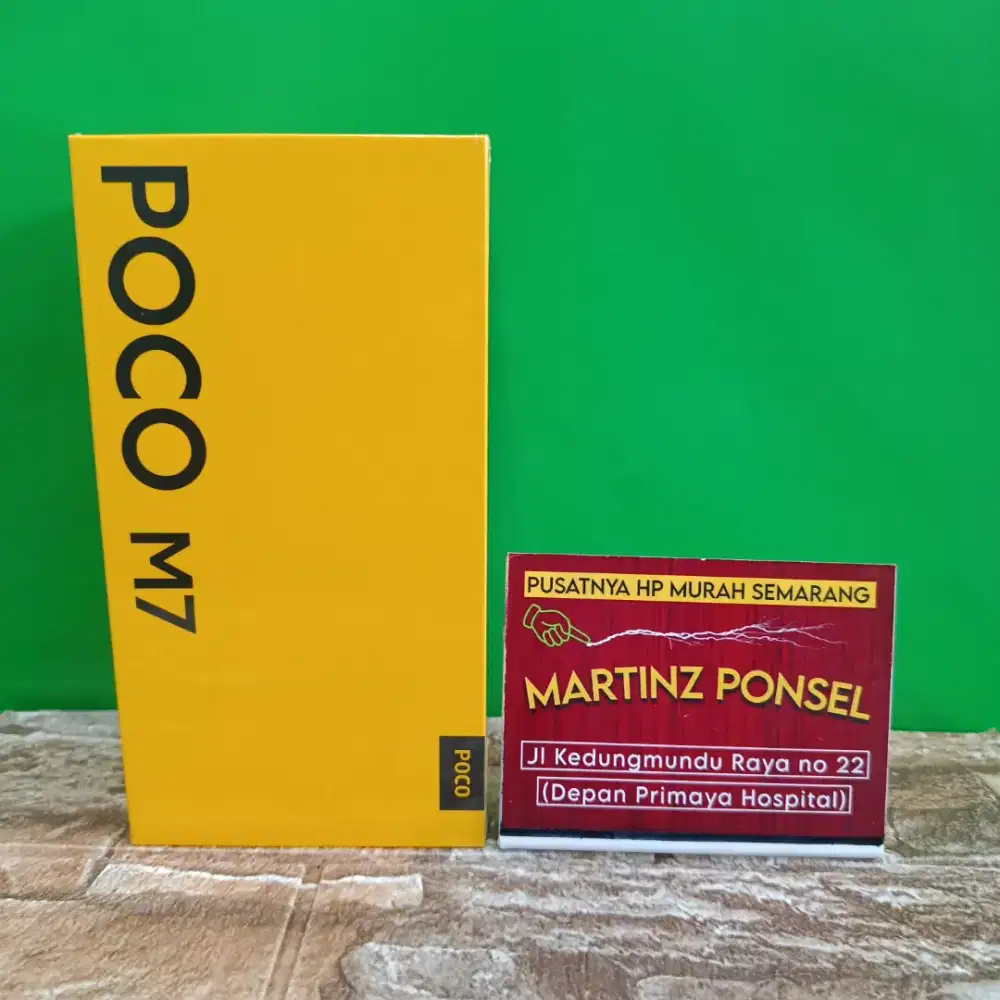 POCO M7
POCO
PUSATNYA HP MURAH SEMARANG
MARTINZ PONSEL
Jl Kedungmundu Raya no 22
(Depan Primaya Hospital)